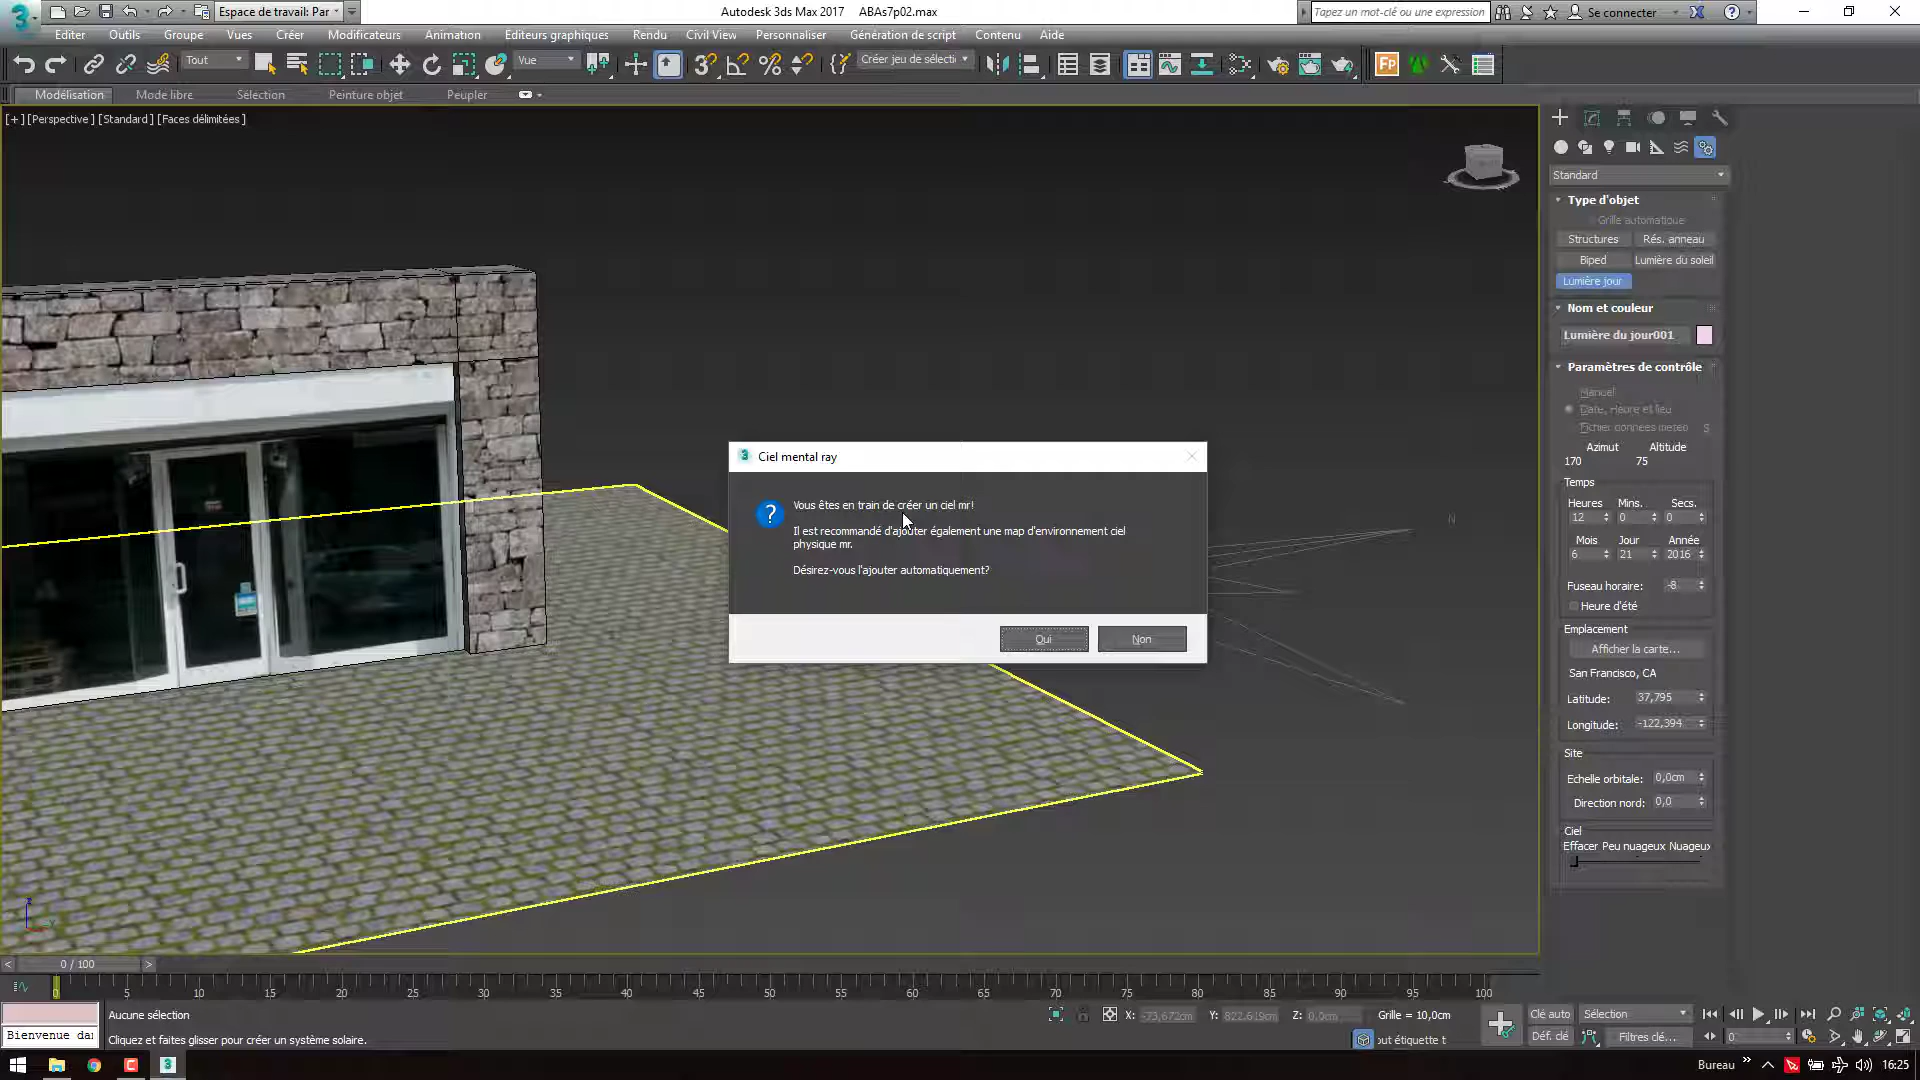 Espace de travail: Par
Autodesk 3ds Max 2017    ABAs7p02.max
Tapez un mot-clé ou une expression
Se connecter
Editer Outils Groupe Vues Créer Modificateurs Animation Editeurs graphiques Rendu Civil View Personnaliser Génération de script Contenu Aide
Tout
Vue
Créer jeu de sélecti
Modélisation Mode libre Sélection Peinture objet Peupler
[+] [Perspective ] [Standard ] [Faces délimitées ]
Standard
Type d'objet
Grille automatique
Structures Rés. anneau
Biped Lumière du soleil
Lumière jour
Nom et couleur
Lumière du jour001
Paramètres de contrôle
Manuel
Date, Heure et lieu
Fichier données météo S
Azimut Altitude
170 75
Temps
Heures Mins. Secs.
12 0 0
Mois Jour Année
6 21 2016
Fuseau horaire: -8
Heure d'été
Emplacement
Afficher la carte...
San Francisco, CA
Latitude: 37,795
Longitude: -122,394
Site
Echelle orbitale: 0,0cm
Direction nord: 0,0
Ciel
Effacer Peu nuageux Nuageux
Ciel mental ray
Vous êtes en train de créer un ciel mr!
Il est recommandé d'ajouter également une map d'environnement ciel
physique mr.
Désirez-vous l'ajouter automatiquement?
Oui Non
N
< 0 / 100 >
0 5 10 15 20 25 30 35 40 45 50 55 60 65 70 75 80 85 90 95 100
Aucune sélection
X: -73,672cm Y: 822,619cm Z: 0,0cm Grille = 10,0cm
Clé auto Sélection
Bienvenue da
Cliquez et faites glisser pour créer un système solaire.
out étiquette t
Déf. clé Filtres clé... 0
Bureau
16:25